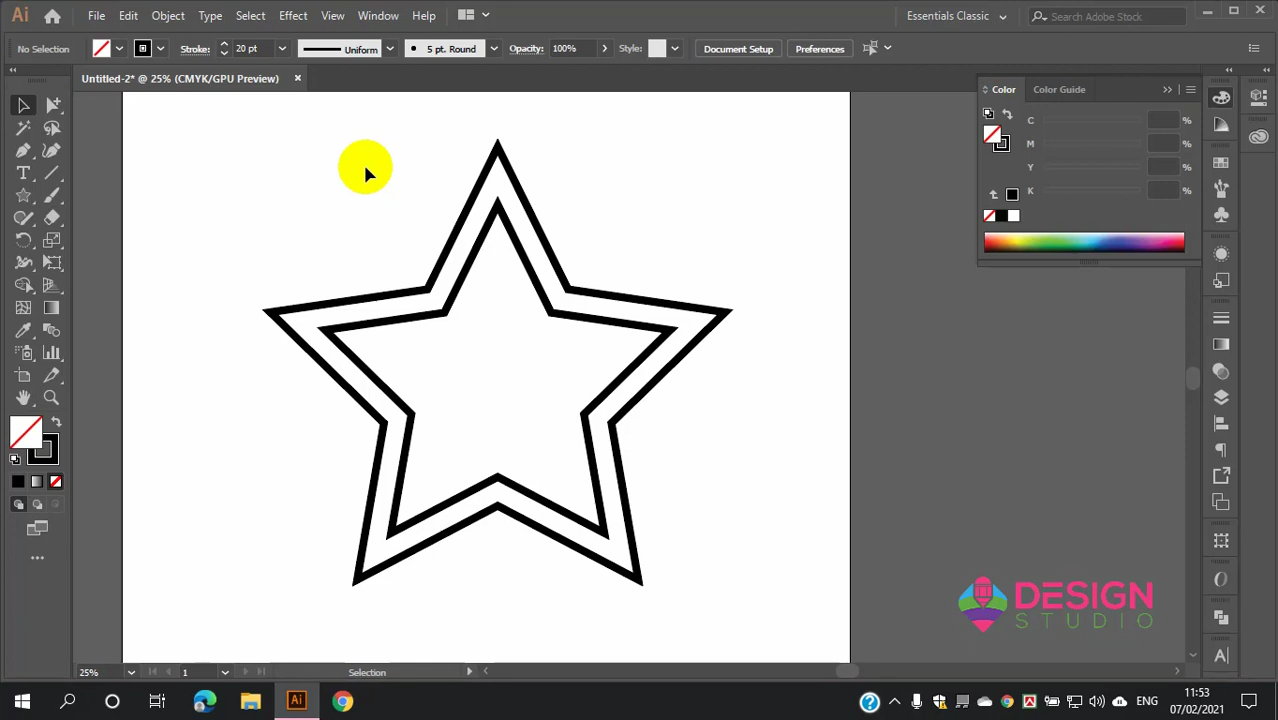 Ai File Edit Object Type Select Effect View Window Help Essentials Classic Search Adobe Stock
No Selection Stroke: 20 pt Uniform 5 pt. Round Opacity: 100% Style: Document Setup Preferences
Untitled-2* @ 25% (CMYK/GPU Preview)
Color Color Guide
C %
M %
Y %
K %
DESIGN
STUDIO
25% 1 Selection
Ai ENG 11:53
07/02/2021